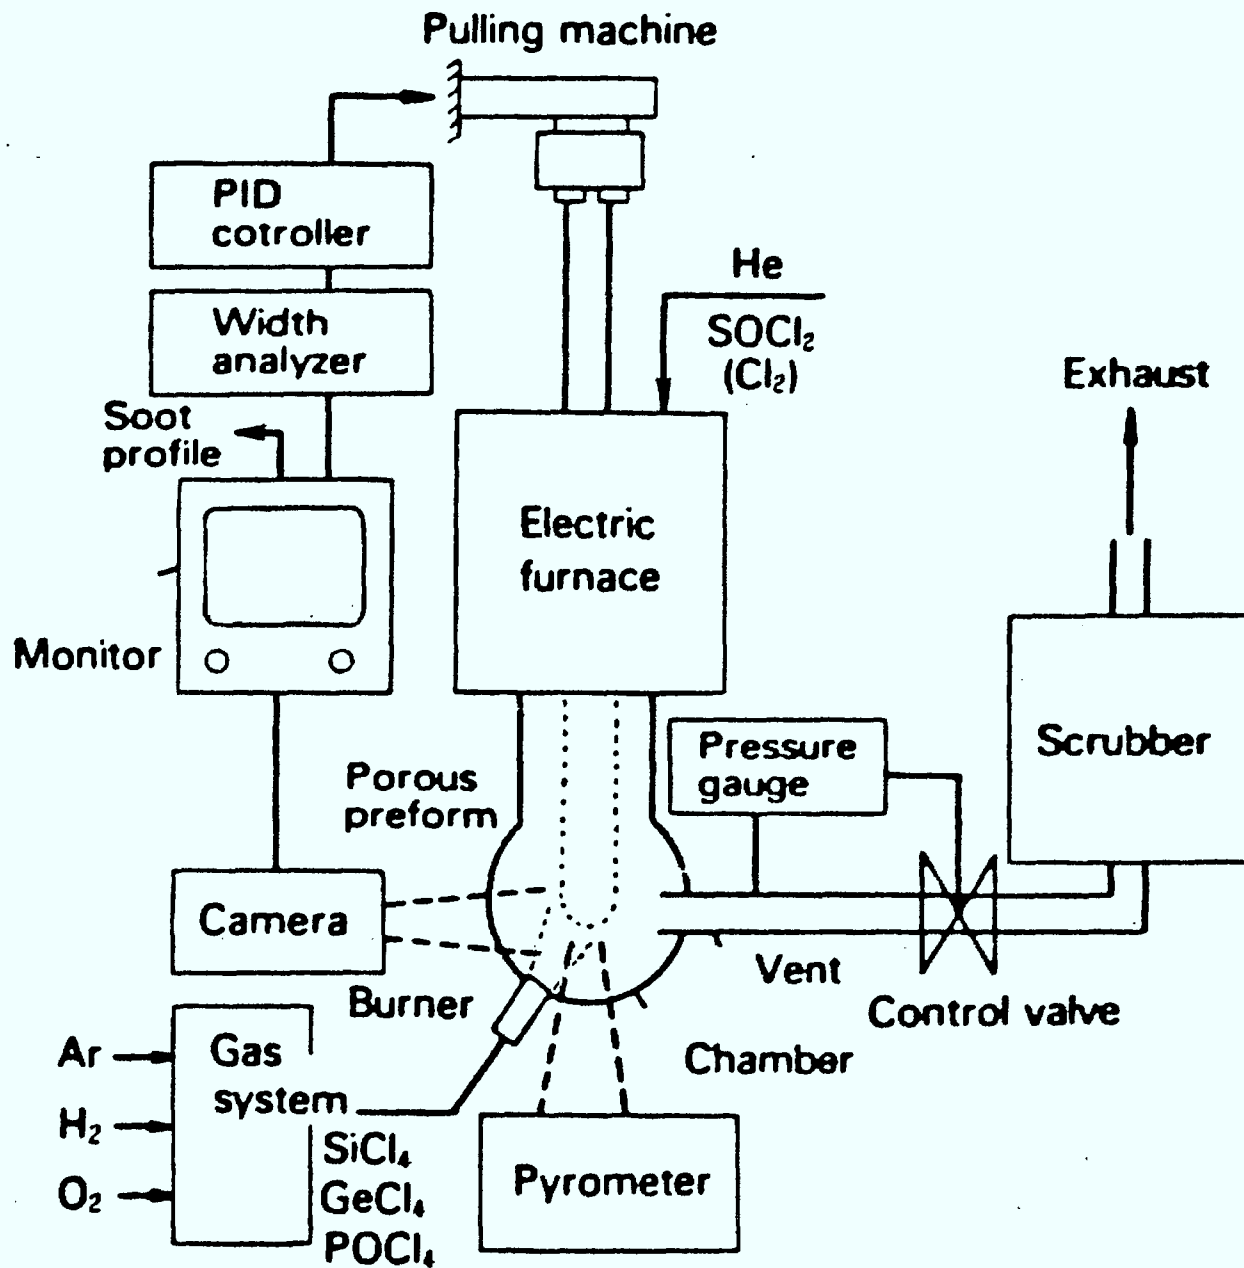 Pulling machine
PID
cotroller
He
SOCl₂
(Cl₂)
Width
analyzer
Exhaust
Soot
profile
Electric
furnace
Monitor
Scrubber
Pressure
gauge
Porous
preform
Camera
Vent
Burner
Control valve
Ar
Gas
system
Chamber
H₂
SiCl₄
O₂
GeCl₄
Pyrometer
POCl₄